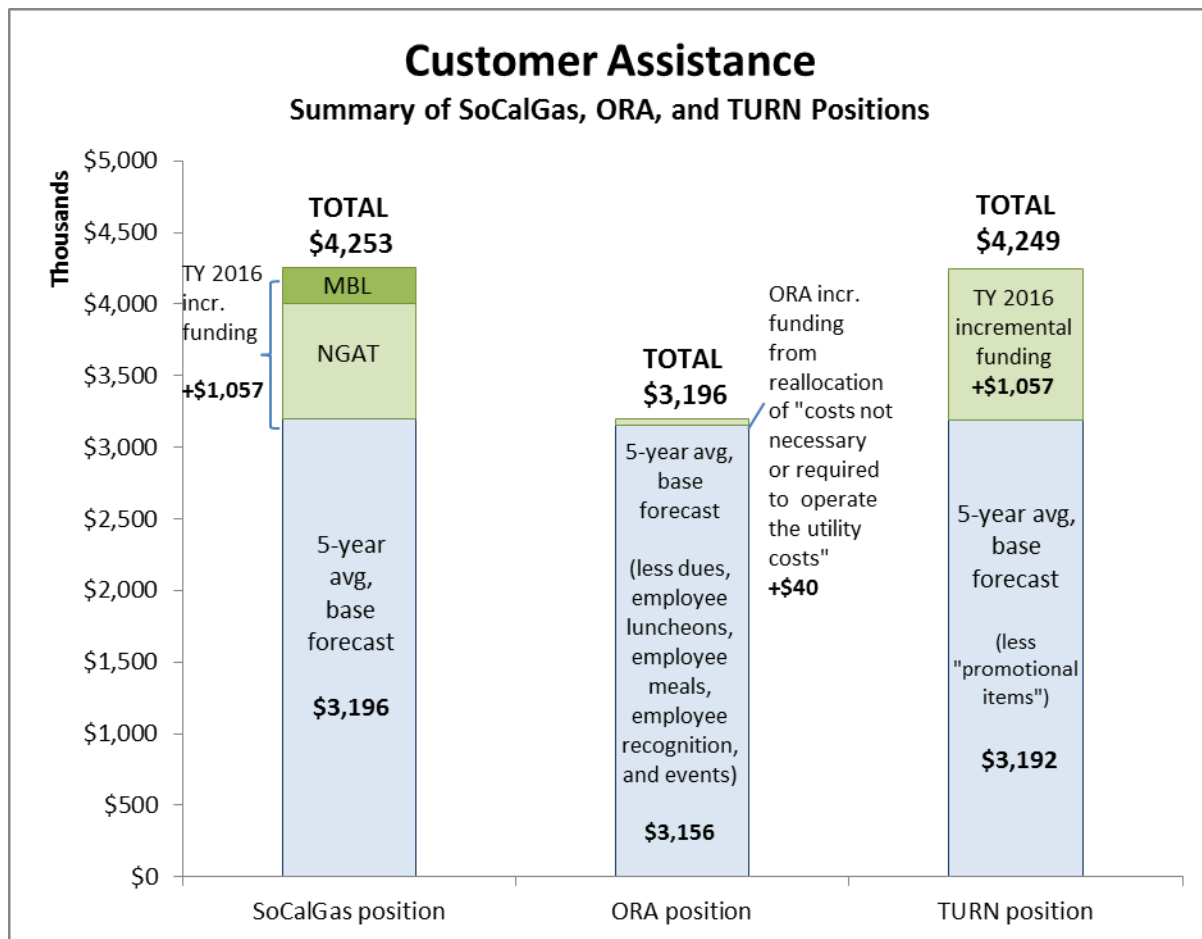 Customer Assistance
Summary of SoCalGas, ORA, and TURN Positions
Thousands
$5,000
$4,500
$4,000
$3,500
$3,000
$2,500
$2,000
$1,500
$1,000
$500
$0
TOTAL
$4,253
TY 2016
incr.
funding
+$1,057
MBL
NGAT
5-year
avg,
base
forecast
$3,196
TOTAL
$3,196
5-year avg,
base
forecast
(less dues,
employee
luncheons,
employee
meals,
employee
recognition,
and events)
$3,156
ORA incr.
funding
from
reallocation
of "costs not
necessary
or required
to operate
the utility
costs"
+$40
TOTAL
$4,249
TY 2016
incremental
funding
+$1,057
5-year avg,
base
forecast
(less
"promotional
items")
$3,192
SoCalGas position
ORA position
TURN position